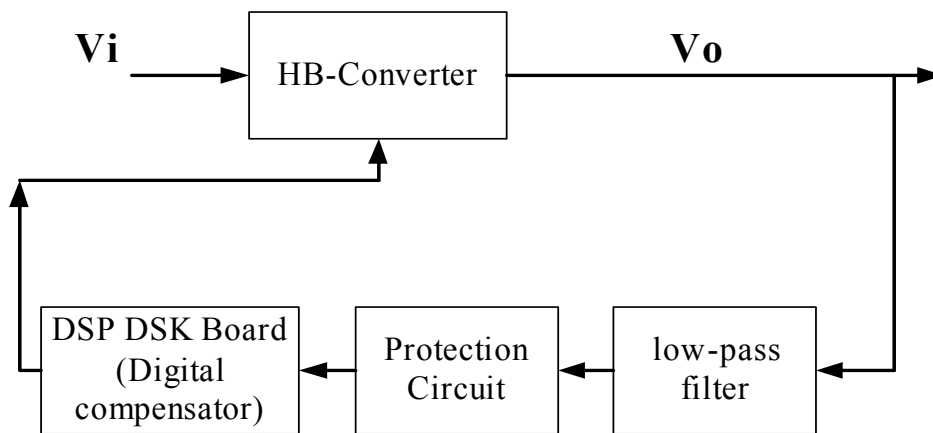 Vi
HB-Converter
Vo
DSP DSK Board
(Digital
compensator)
Protection
Circuit
low-pass
filter